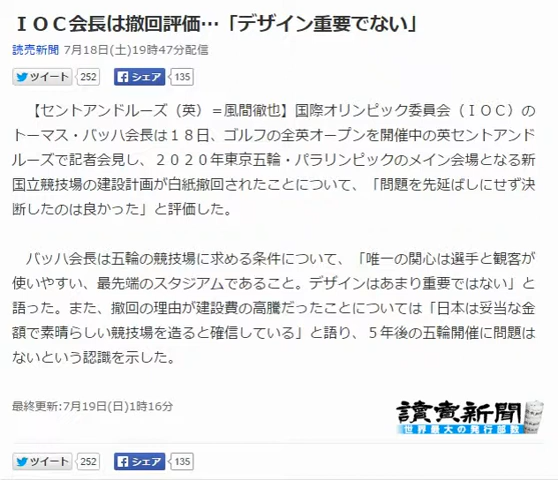 ＩＯＣ会長は撤回評価…「デザイン重要でない」
読売新聞 7月18日(土)19時47分配信
ツイート 252 シェア 135
【セントアンドルーズ（英）＝風間徹也】国際オリンピック委員会（ＩＯＣ）の
トーマス・バッハ会長は１８日、ゴルフの全英オープンを開催中の英セントアンド
ルーズで記者会見し、２０２０年東京五輪・パラリンピックのメイン会場となる新
国立競技場の建設計画が白紙撤回されたことについて、「問題を先延ばしにせず決
断したのは良かった」と評価した。
バッハ会長は五輪の競技場に求める条件について、「唯一の関心は選手と観客が
使いやすい、最先端のスタジアムであること。デザインはあまり重要ではない」と
語った。また、撤回の理由が建設費の高騰だったことについては「日本は妥当な金
額で素晴らしい競技場を造ると確信している」と語り、５年後の五輪開催に問題は
ないという認識を示した。
最終更新:7月19日(日)1時16分
讀賣新聞
世界最大の発行部数
ツイート 252 シェア 135